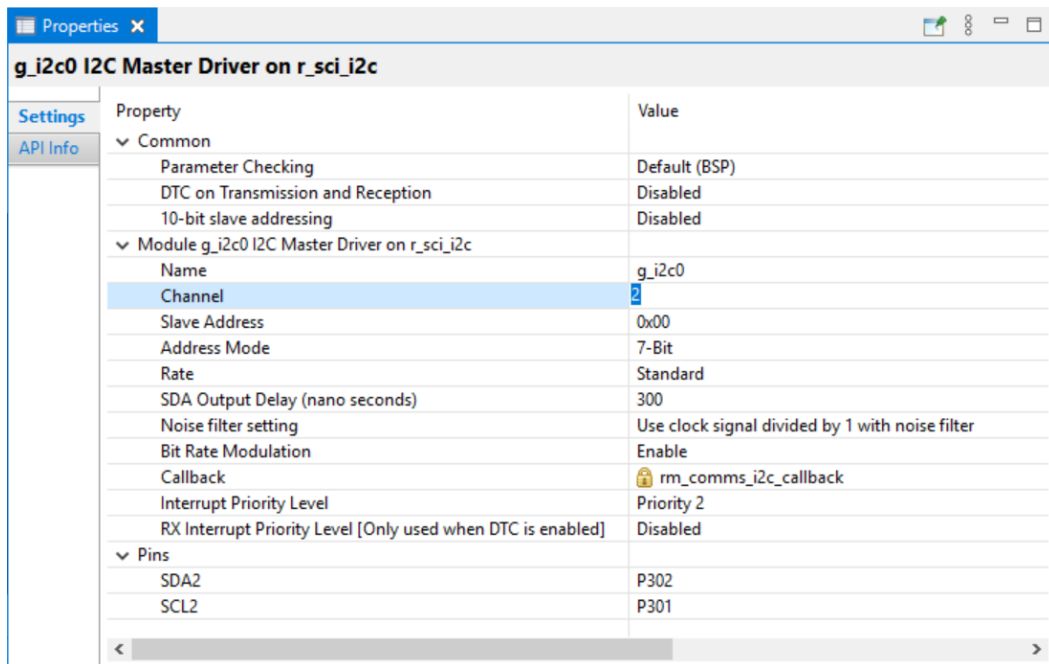 Properties
g_i2c0 I2C Master Driver on r_sci_i2c
Settings
API Info
Property Value
Common
Parameter Checking Default (BSP)
DTC on Transmission and Reception Disabled
10-bit slave addressing Disabled
Module g_i2c0 I2C Master Driver on r_sci_i2c
Name g_i2c0
Channel 2
Slave Address 0x00
Address Mode 7-Bit
Rate Standard
SDA Output Delay (nano seconds) 300
Noise filter setting Use clock signal divided by 1 with noise filter
Bit Rate Modulation Enable
Callback rm_comms_i2c_callback
Interrupt Priority Level Priority 2
RX Interrupt Priority Level [Only used when DTC is enabled] Disabled
Pins
SDA2 P302
SCL2 P301